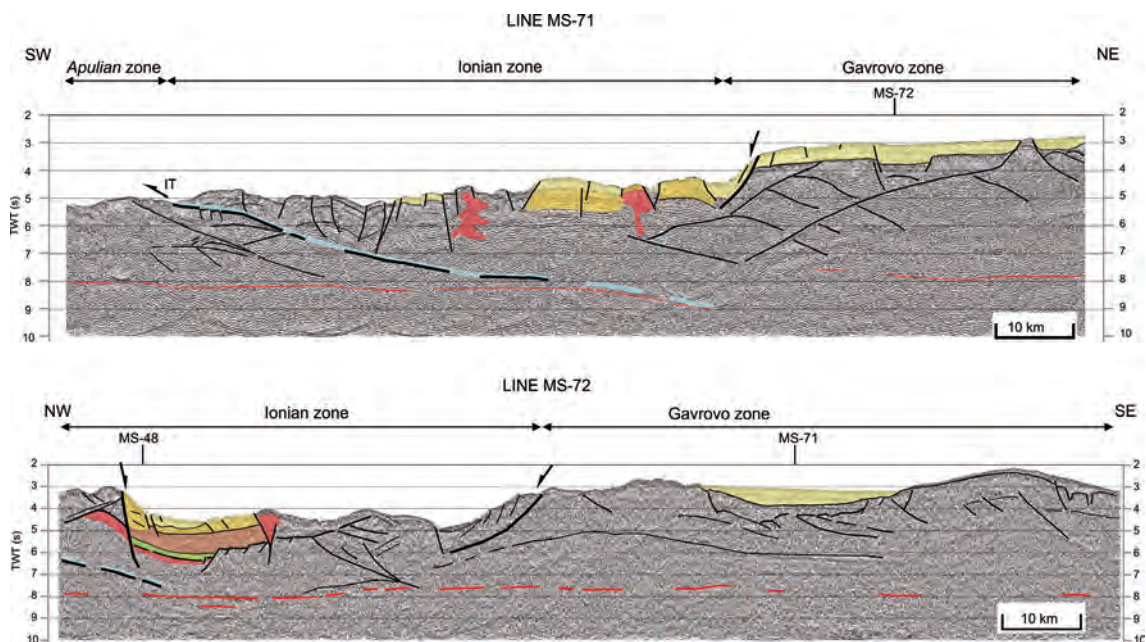 LINE MS-71
SW NE
Apulian zone Ionian zone Gavrovo zone
MS-72
2 2
3 3
4 4
IT
5 5
TWT (s)
6 6
7 7
8 8
9 9
10 km
10 10
LINE MS-72
NW Ionian zone Gavrovo zone SE
MS-48 MS-71
2 2
3 3
4 4
5 5
TWT (s)
6 6
7 7
8 8
9 9
10 km
10 10